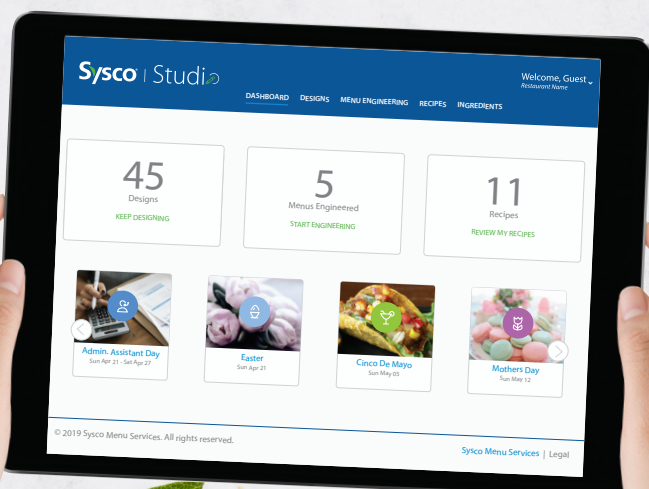 Sysco | Studio
Welcome, Guest
Restaurant Name
DASHBOARD DESIGNS MENU ENGINEERING RECIPES INGREDIENTS
45
Designs
KEEP DESIGNING
5
Menus Engineered
START ENGINEERING
11
Recipes
REVIEW MY RECIPES
Admin. Assistant Day
Sun Apr 21 - Sat Apr 27
Easter
Sun Apr 21
Cinco De Mayo
Sun May 05
Mothers Day
Sun May 12
© 2019 Sysco Menu Services. All rights reserved.
Sysco Menu Services | Legal